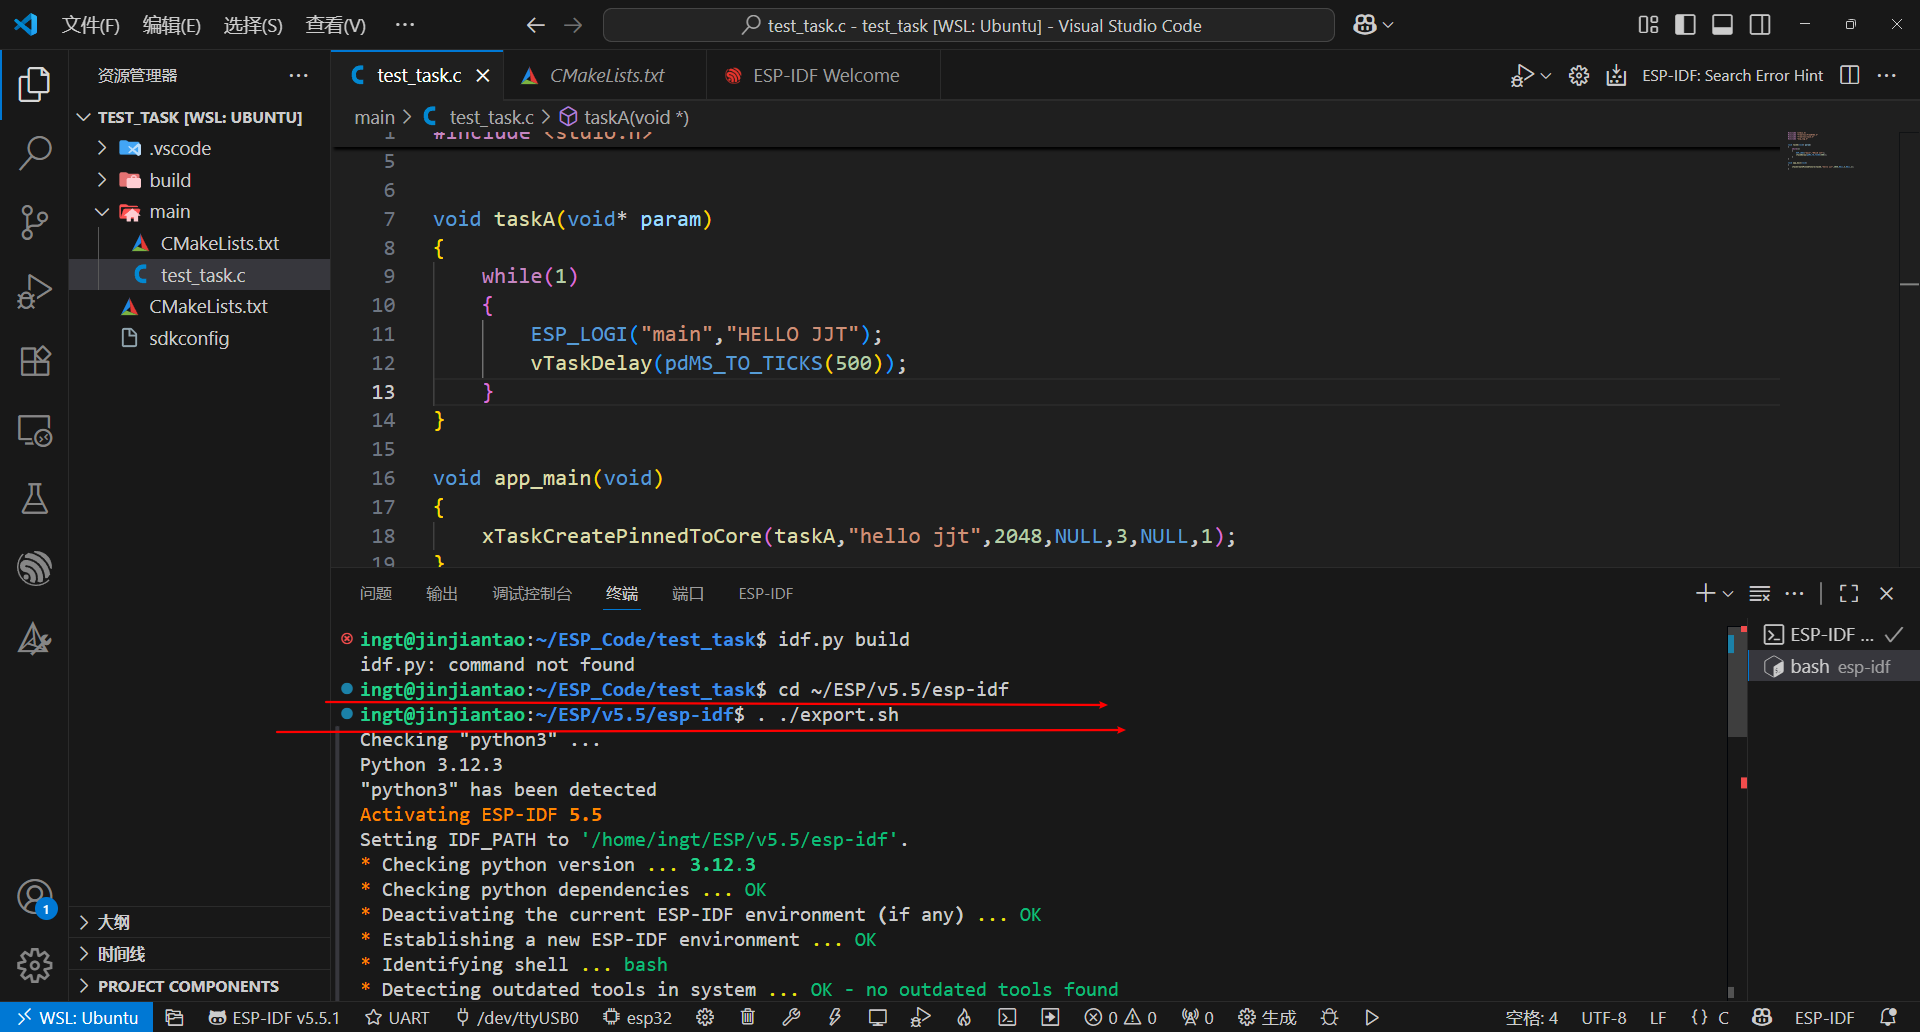 文件(F) 编辑(E) 选择(S) 查看(V) ···
test_task.c - test_task [WSL: Ubuntu] - Visual Studio Code
资源管理器 ···
TEST_TASK [WSL: UBUNTU]
.vscode
build
main
CMakeLists.txt
test_task.c
CMakeLists.txt
sdkconfig
大纲
时间线
PROJECT COMPONENTS
1
test_task.c CMakeLists.txt ESP-IDF Welcome
ESP-IDF: Search Error Hint
main > test_task.c > taskA(void *)
1 #include <stdio.h>
5
6
7 void taskA(void* param)
8 {
9 while(1)
10 {
11 ESP_LOGI("main","HELLO JJT");
12 vTaskDelay(pdMS_TO_TICKS(500));
13 }
14 }
15
16 void app_main(void)
17 {
18 xTaskCreatePinnedToCore(taskA,"hello jjt",2048,NULL,3,NULL,1);
19 }
问题 输出 调试控制台 终端 端口 ESP-IDF
ingt@jinjiantao:~/ESP_Code/test_task$ idf.py build
idf.py: command not found
ingt@jinjiantao:~/ESP_Code/test_task$ cd ~/ESP/v5.5/esp-idf
ingt@jinjiantao:~/ESP/v5.5/esp-idf$ . ./export.sh
Checking "python3" ...
Python 3.12.3
"python3" has been detected
Activating ESP-IDF 5.5
Setting IDF_PATH to '/home/ingt/ESP/v5.5/esp-idf'.
* Checking python version ... 3.12.3
* Checking python dependencies ... OK
* Deactivating the current ESP-IDF environment (if any) ... OK
* Establishing a new ESP-IDF environment ... OK
* Identifying shell ... bash
* Detecting outdated tools in system ... OK - no outdated tools found
ESP-IDF ...
bash esp-idf
WSL: Ubuntu ESP-IDF v5.5.1 UART /dev/ttyUSB0 esp32 0 0 0 生成 空格: 4 UTF-8 LF {} C ESP-IDF